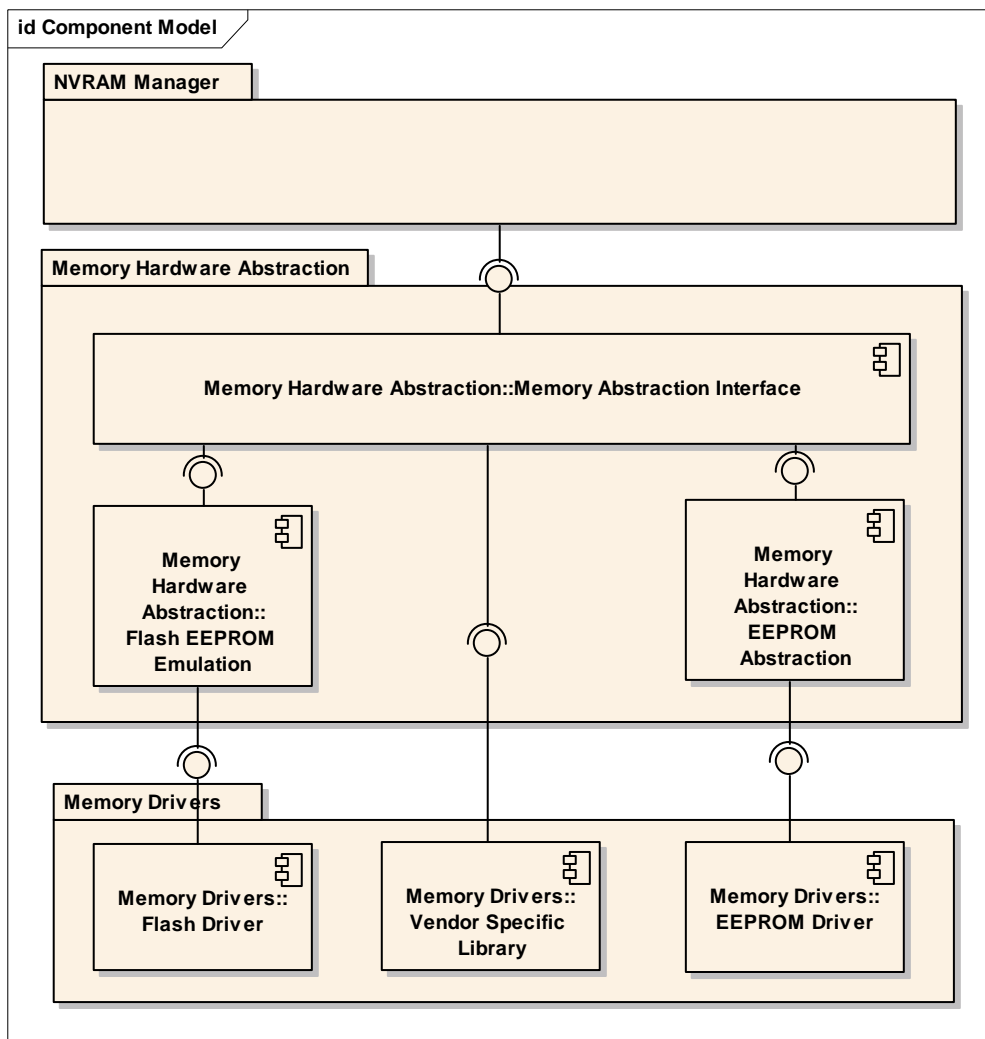 id Component Model
NVRAM Manager
Memory Hardware Abstraction
Memory Hardware Abstraction::Memory Abstraction Interface
Memory
Hardware
Abstraction::
Flash EEPROM
Emulation
Memory
Hardware
Abstraction::
EEPROM
Abstraction
Memory Drivers
Memory Drivers::
Flash Driver
Memory Drivers::
Vendor Specific
Library
Memory Drivers::
EEPROM Driver